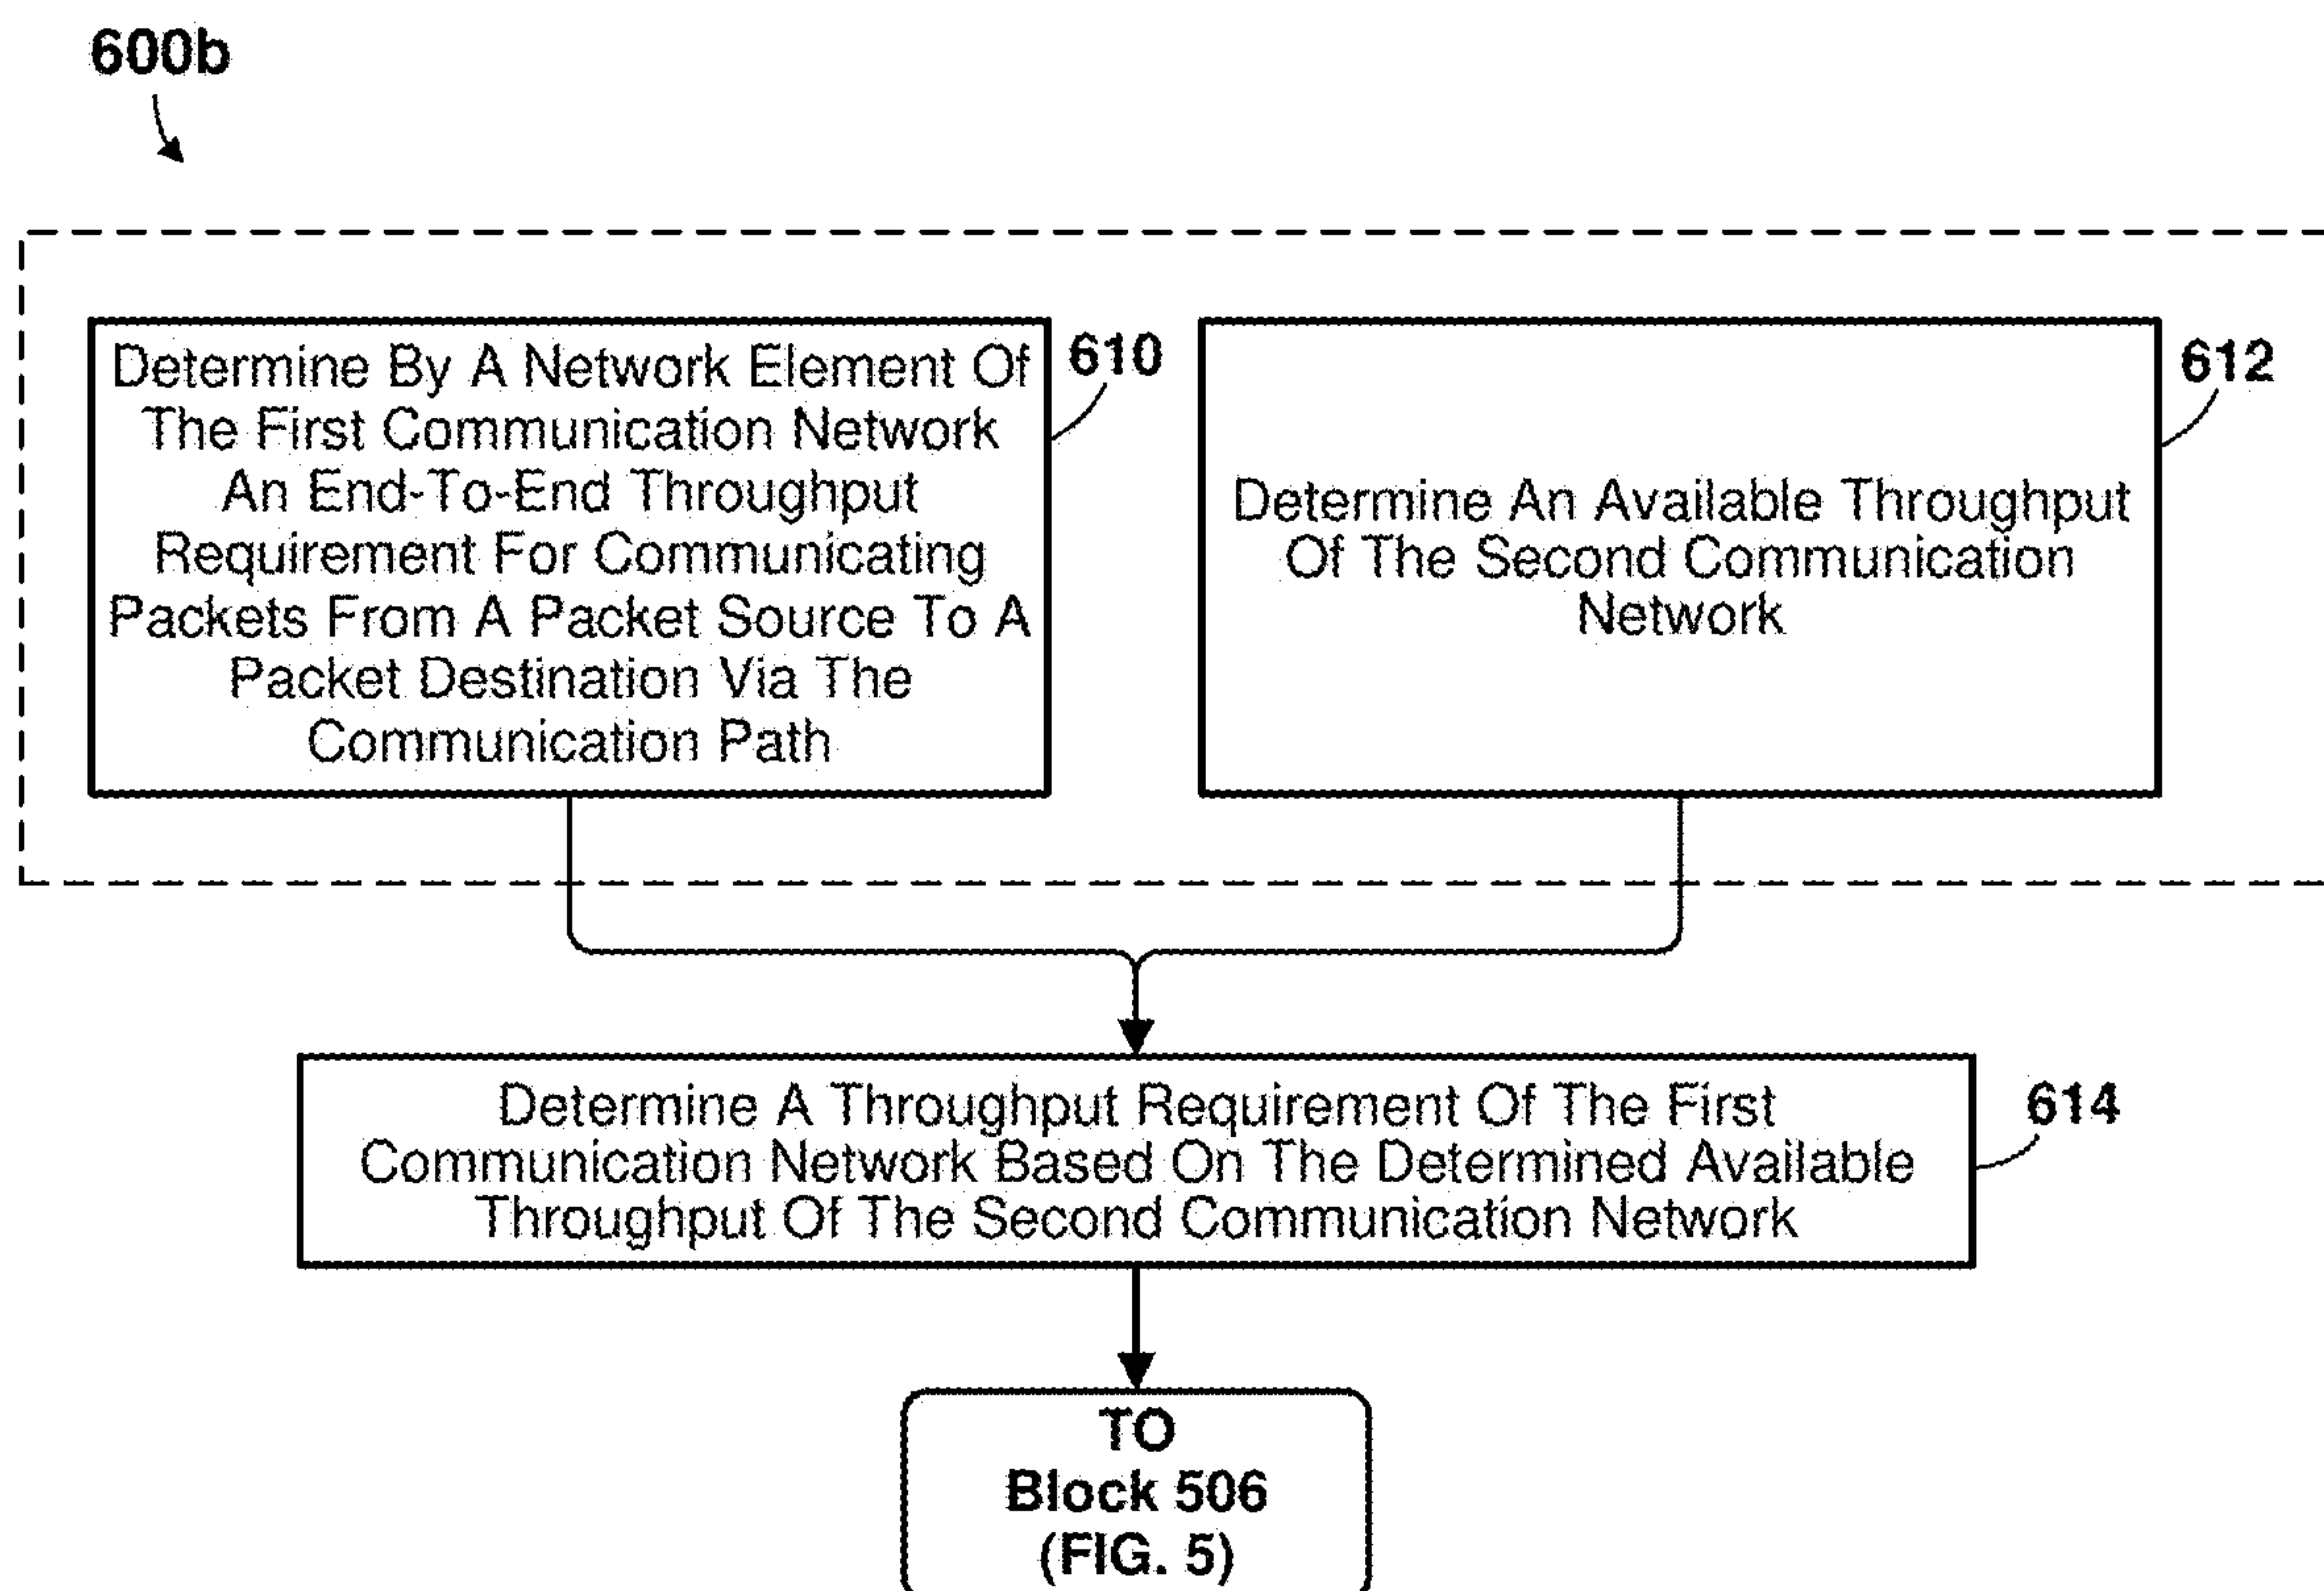 600b
Determine By A Network Element Of
The First Communication Network
An End-To-End Throughput
Requirement For Communicating
Packets From A Packet Source To A
Packet Destination Via The
Communication Path
610
Determine An Available Throughput
Of The Second Communication
Network
612
Determine A Throughput Requirement Of The First
Communication Network Based On The Determined Available
Throughput Of The Second Communication Network
614
TO
Block 506
(FIG. 5)